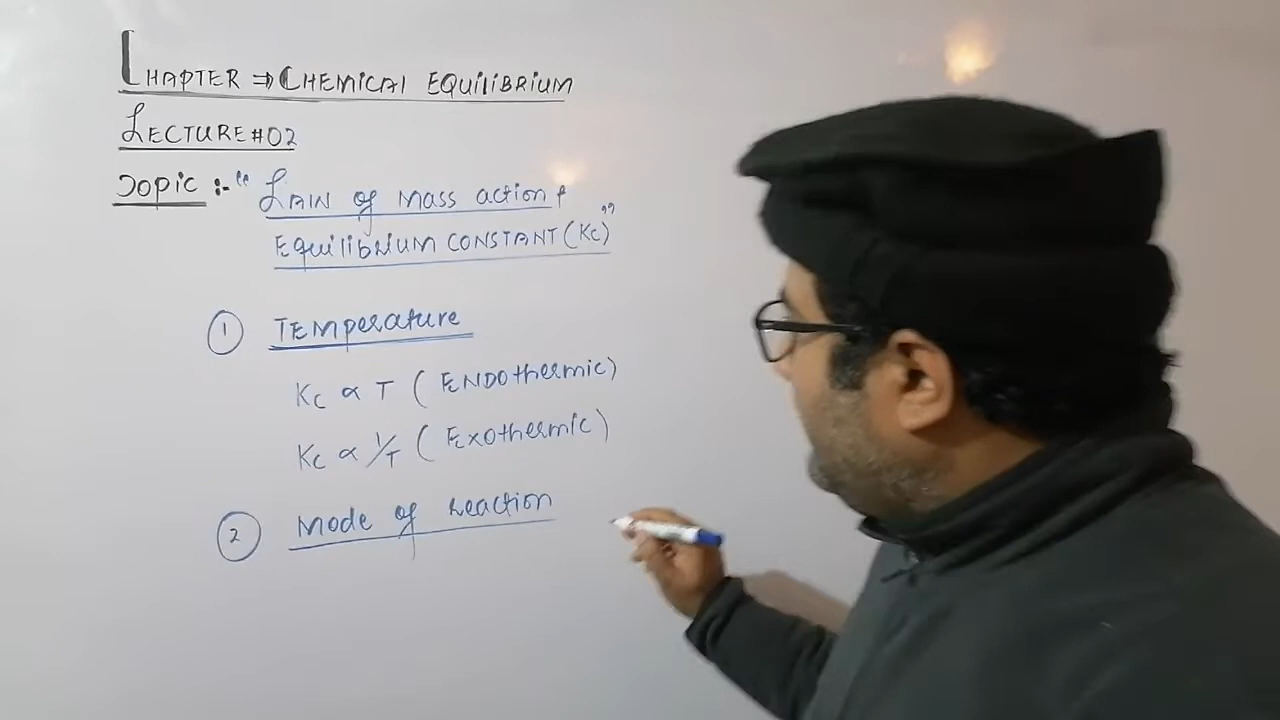 CHAPTER ⇒ CHEMICAL EQUILIBRIUM
LECTURE#02
TOPIC :- "LAW of MASS action &
EquilibRIUM CONSTANT (Kc)"
① TEMperature
Kc ∝ T ( ENDOthermic)
Kc ∝ 1/T ( Exothermic)
② Mode of reaction